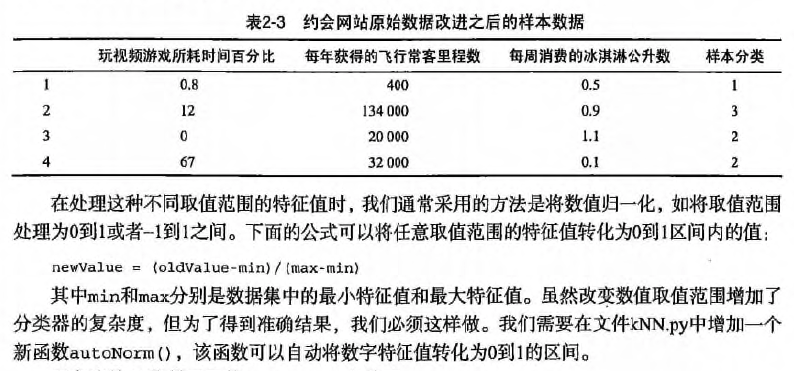 表2-3 约会网站原始数据改进之后的样本数据
玩视频游戏所耗时间百分比 每年获得的飞行常客里程数 每周消费的冰淇淋公升数 样本分类
1 0.8 400 0.5 1
2 12 134 000 0.9 3
3 0 20 000 1.1 2
4 67 32 000 0.1 2
在处理这种不同取值范围的特征值时，我们通常采用的方法是将数值归一化，如将取值范围
处理为0到1或者-1到1之间。下面的公式可以将任意取值范围的特征值转化为0到1区间内的值：
newValue = (oldValue-min)/(max-min)
其中min和max分别是数据集中的最小特征值和最大特征值。虽然改变数值取值范围增加了
分类器的复杂度，但为了得到准确结果，我们必须这样做。我们需要在文件kNN.py中增加一个
新函数autoNorm()，该函数可以自动将数字特征值转化为0到1的区间。